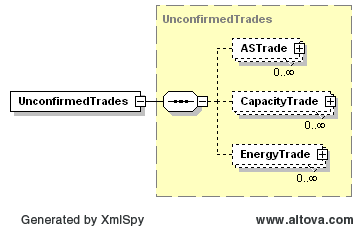 UnconfirmedTrades
ASTrade
0..∞
UnconfirmedTrades
CapacityTrade
0..∞
EnergyTrade
0..∞
Generated by XmlSpy
www.altova.com